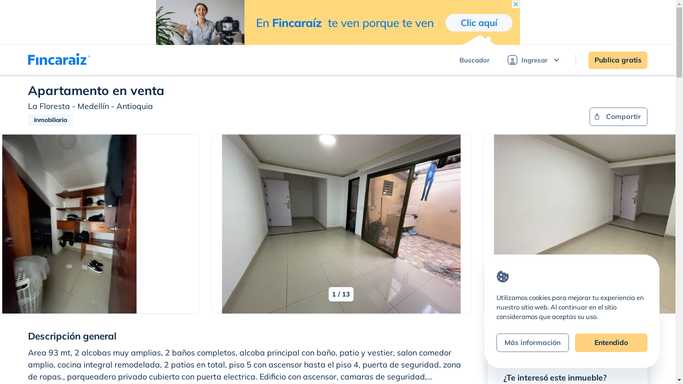 En Fincaraíz te ven porque te ven
Clic aquí
Fincaraiz
Buscador
Ingresar
Publica gratis
Apartamento en venta
La Floresta - Medellín - Antioquia
Inmobiliaria
Compartir
1 / 13
Utilizamos cookies para mejorar tu experiencia en
nuestro sitio web. Al continuar en el sitio
consideramos que aceptas su uso.
Más información
Entendido
Descripción general
Area 93 mt, 2 alcobas muy amplias, 2 baños completos, alcoba principal con baño, patio y vestier, salon comedor
amplio, cocina integral remodelada, 2 patios en total, piso 5 con ascensor hasta el piso 4, puerta de seguridad, zona
de ropas., parqueadero privado cubierto con puerta electrica. Edificio con ascensor, camaras de seguridad,...
¿Te interesó este inmueble?